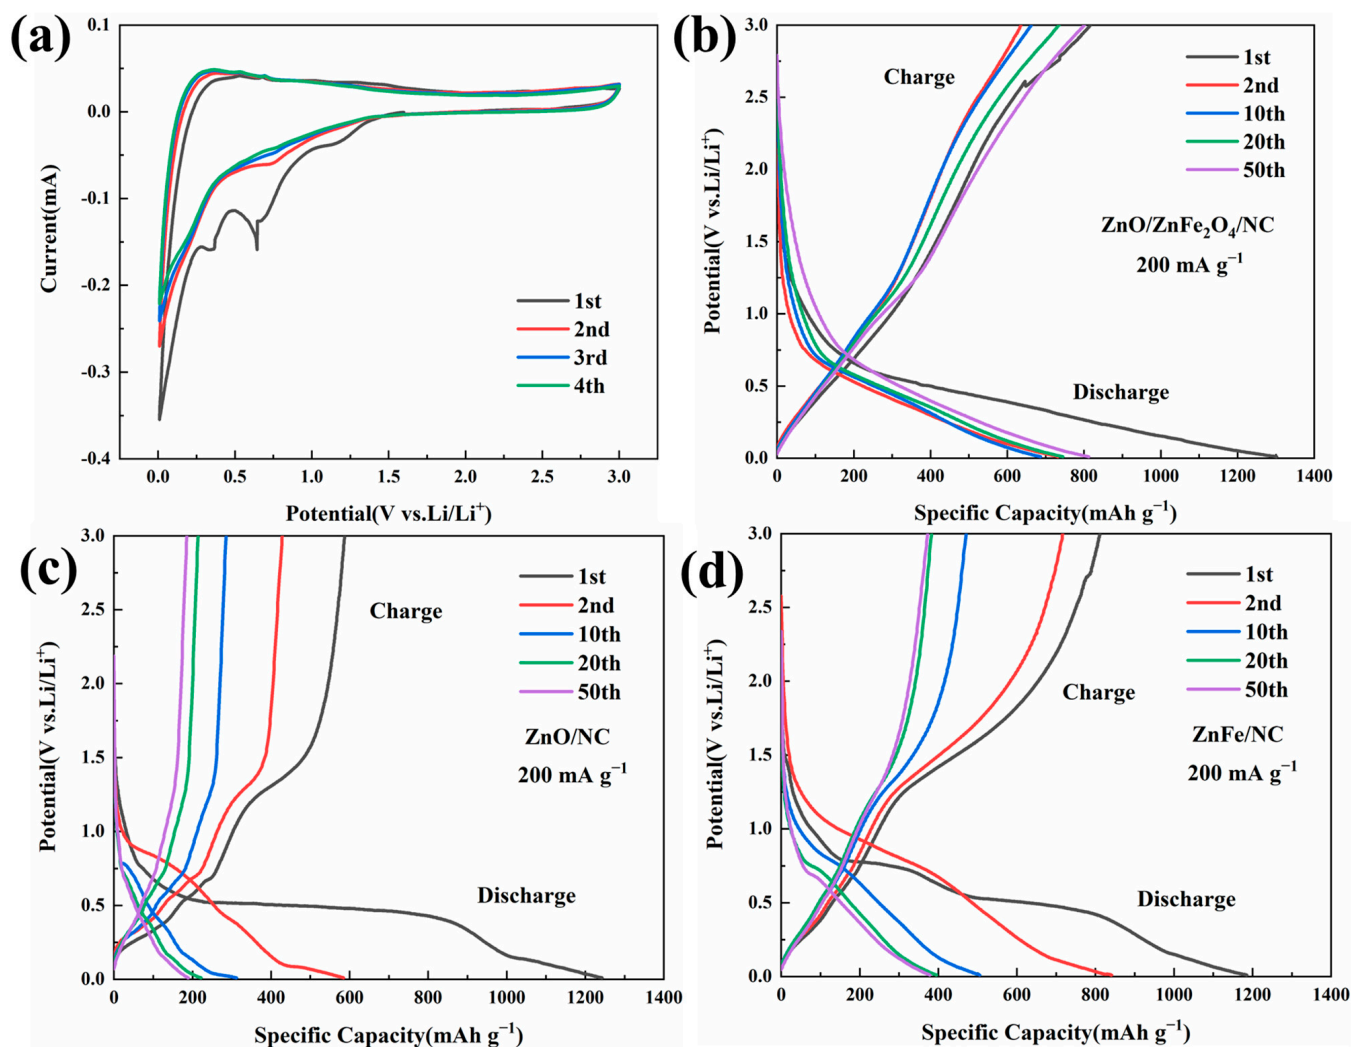 (a)
0.1
0.0
-0.1
-0.2
-0.3
-0.4
Current(mA)
1st
2nd
3rd
4th
0.0 0.5 1.0 1.5 2.0 2.5 3.0
Potential(V vs.Li/Li⁺)
(b)
3.0
2.5
2.0
1.5
1.0
0.5
0.0
Potential(V vs.Li/Li⁺)
Charge
1st
2nd
10th
20th
50th
ZnO/ZnFe₂O₄/NC
200 mA g⁻¹
Discharge
0 200 400 600 800 1000 1200 1400
Specific Capacity(mAh g⁻¹)
(c)
3.0
2.5
2.0
1.5
1.0
0.5
0.0
Potential(V vs.Li/Li⁺)
1st
2nd
10th
20th
50th
Charge
ZnO/NC
200 mA g⁻¹
Discharge
0 200 400 600 800 1000 1200 1400
Specific Capacity(mAh g⁻¹)
(d)
3.0
2.5
2.0
1.5
1.0
0.5
0.0
Potential(V vs.Li/Li⁺)
1st
2nd
10th
20th
50th
Charge
ZnFe/NC
200 mA g⁻¹
Discharge
0 200 400 600 800 1000 1200 1400
Specific Capacity(mAh g⁻¹)